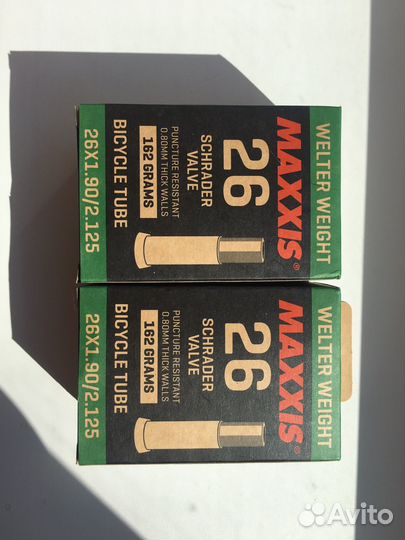 WELTER WEIGHT
MAXXIS®
26
SCHRADER
VALVE
PUNCTURE RESISTANT
0.80MM THICK WALLS
162 GRAMS
BICYCLE TUBE
26X1.90/2.125
WELTER WEIGHT
MAXXIS®
26
SCHRADER
VALVE
PUNCTURE RESISTANT
0.80MM THICK WALLS
162 GRAMS
BICYCLE TUBE
26X1.90/2.125
Avito